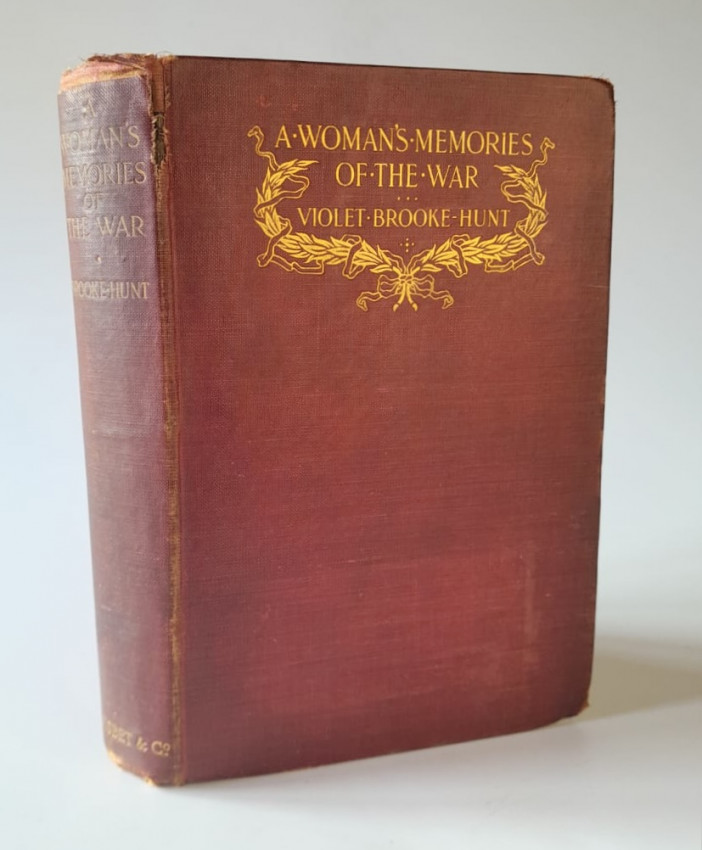 A·WOMAN'S·MEMORIES
OF·THE·WAR
VIOLET·BROOKE-HUNT
A
WOMAN'S
MEMORIES
OF
THE WAR
BROOKE-HUNT
& Co